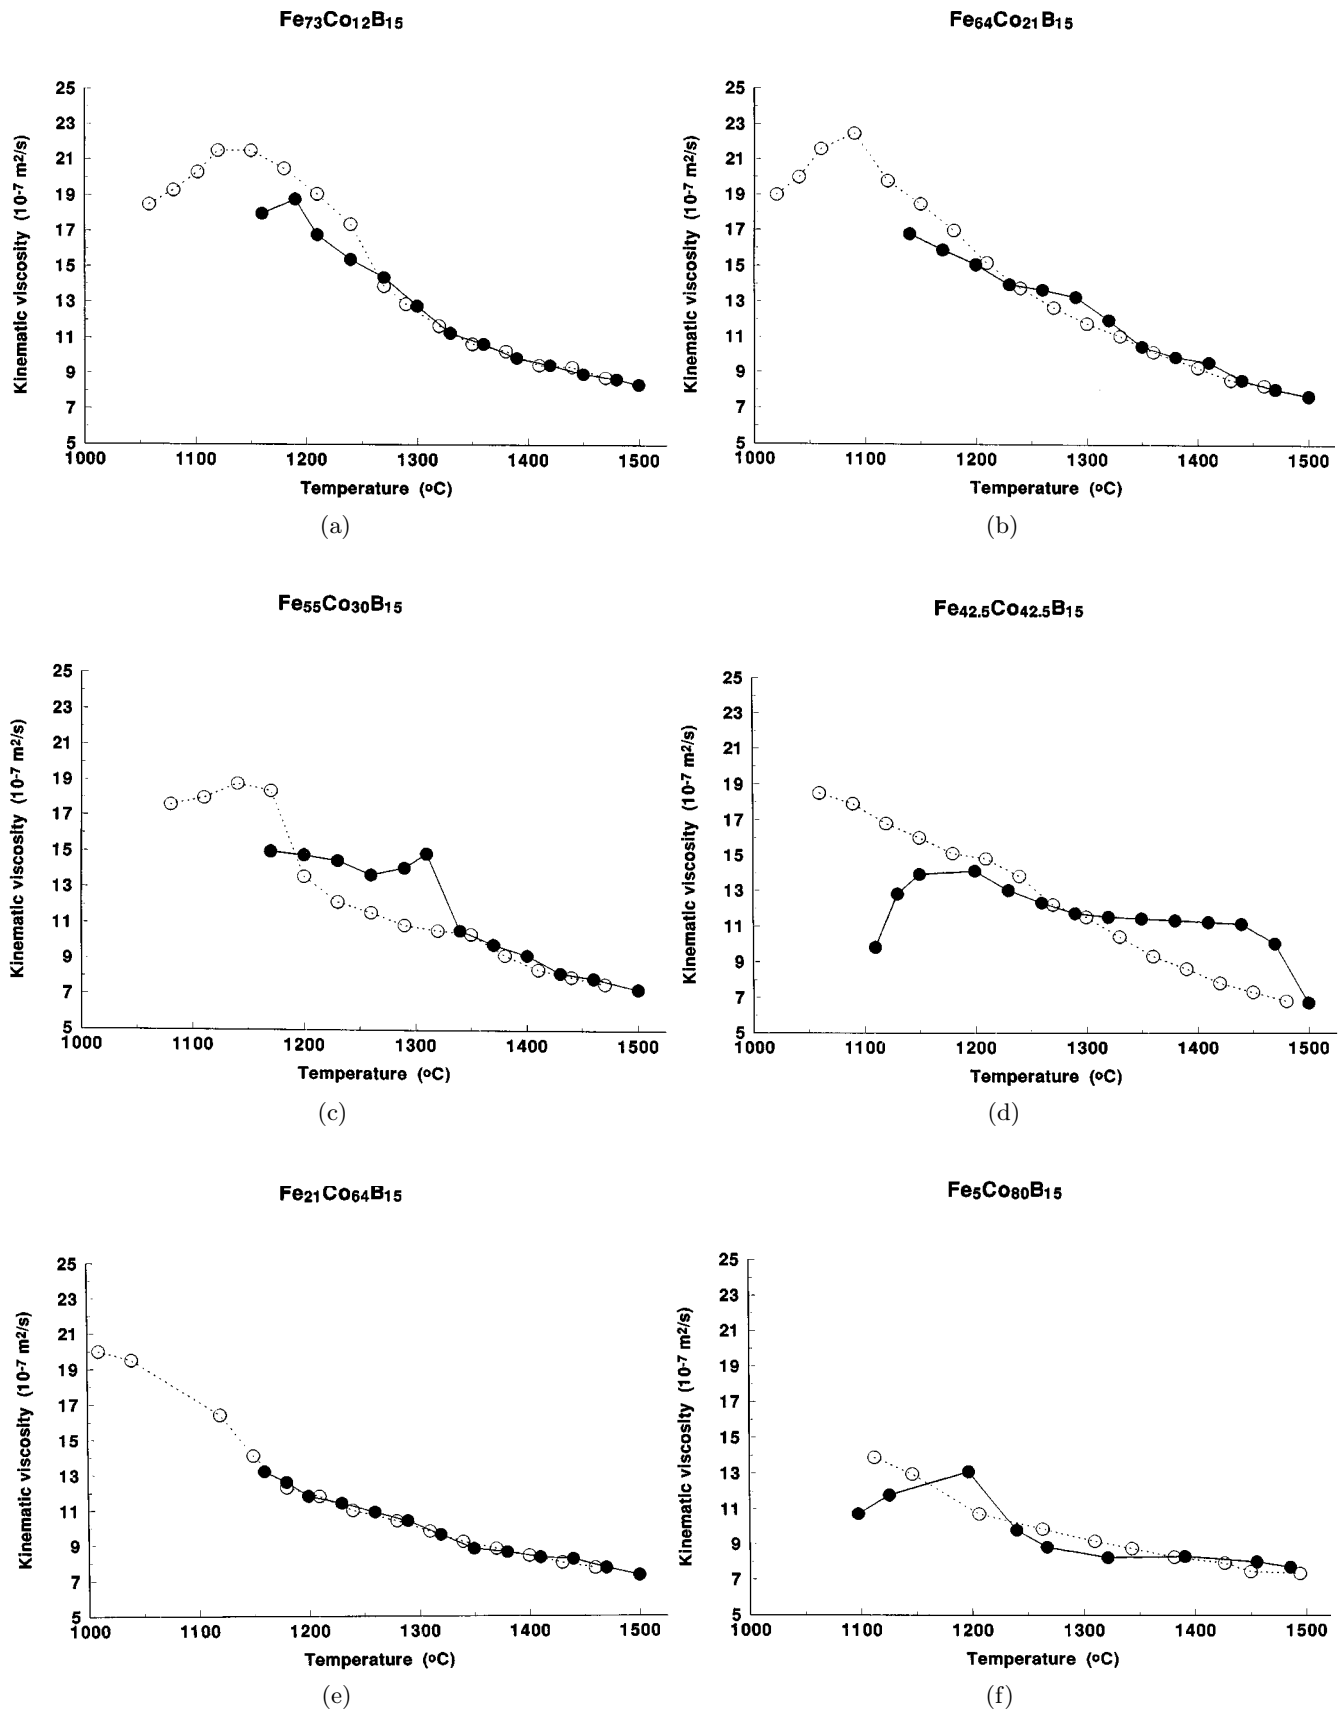 Fe73Co12B15
Fe64Co21B15
25
23
21
19
17
15
13
11
9
7
5
Kinematic viscosity (10-7 m2/s)
1000 1100 1200 1300 1400 1500
Temperature (oC)
(a)
25
23
21
19
17
15
13
11
9
7
5
Kinematic viscosity (10-7 m2/s)
1000 1100 1200 1300 1400 1500
Temperature (oC)
(b)
Fe55Co30B15
Fe42.5Co42.5B15
25
23
21
19
17
15
13
11
9
7
5
Kinematic viscosity (10-7 m2/s)
1000 1100 1200 1300 1400 1500
Temperature (oC)
(c)
25
23
21
19
17
15
13
11
9
7
5
Kinematic viscosity (10-7 m2/s)
1000 1100 1200 1300 1400 1500
Temperature (oC)
(d)
Fe21Co64B15
Fe5Co80B15
25
23
21
19
17
15
13
11
9
7
5
Kinematic viscosity (10-7 m2/s)
1000 1100 1200 1300 1400 1500
Temperature (oC)
(e)
25
23
21
19
17
15
13
11
9
7
5
Kinematic viscosity (10-7 m2/s)
1000 1100 1200 1300 1400 1500
Temperature (oC)
(f)